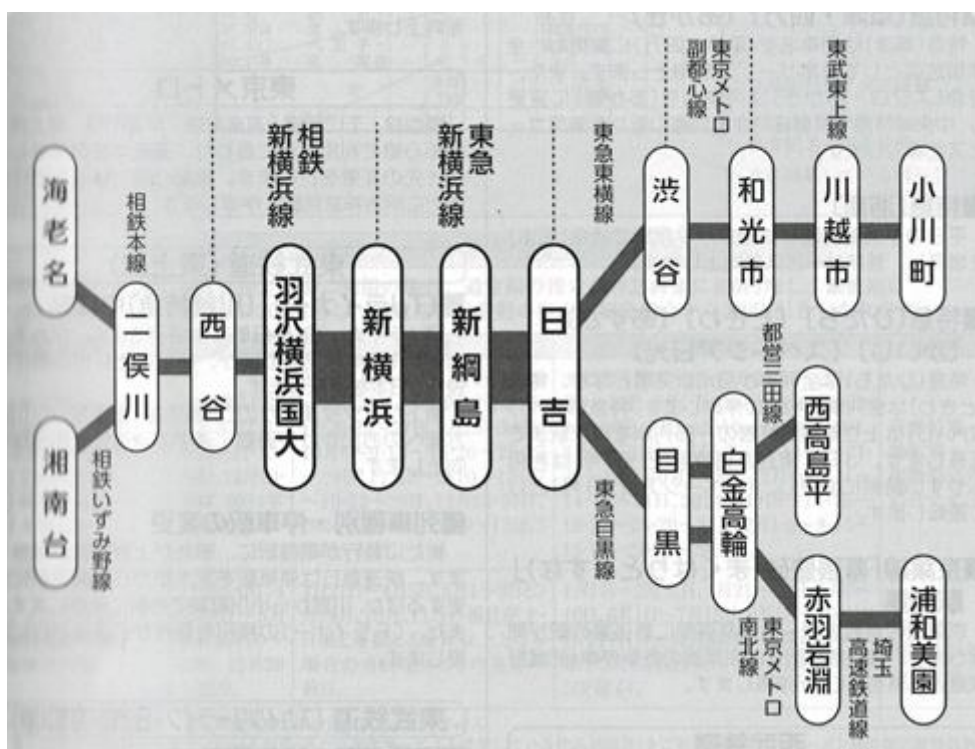 海老名
湘南台
相鉄本線
相鉄いずみ野線
二俣川
西谷
相鉄
新横浜線
羽沢横浜国大
新横浜
東急
新横浜線
新綱島
日吉
東急東横線
東急目黒線
渋谷
東京メトロ
副都心線
和光市
東武東上線
川越市
小川町
目黒
白金高輪
都営三田線
西高島平
東京メトロ
南北線
赤羽岩淵
埼玉
高速鉄道線
浦和美園